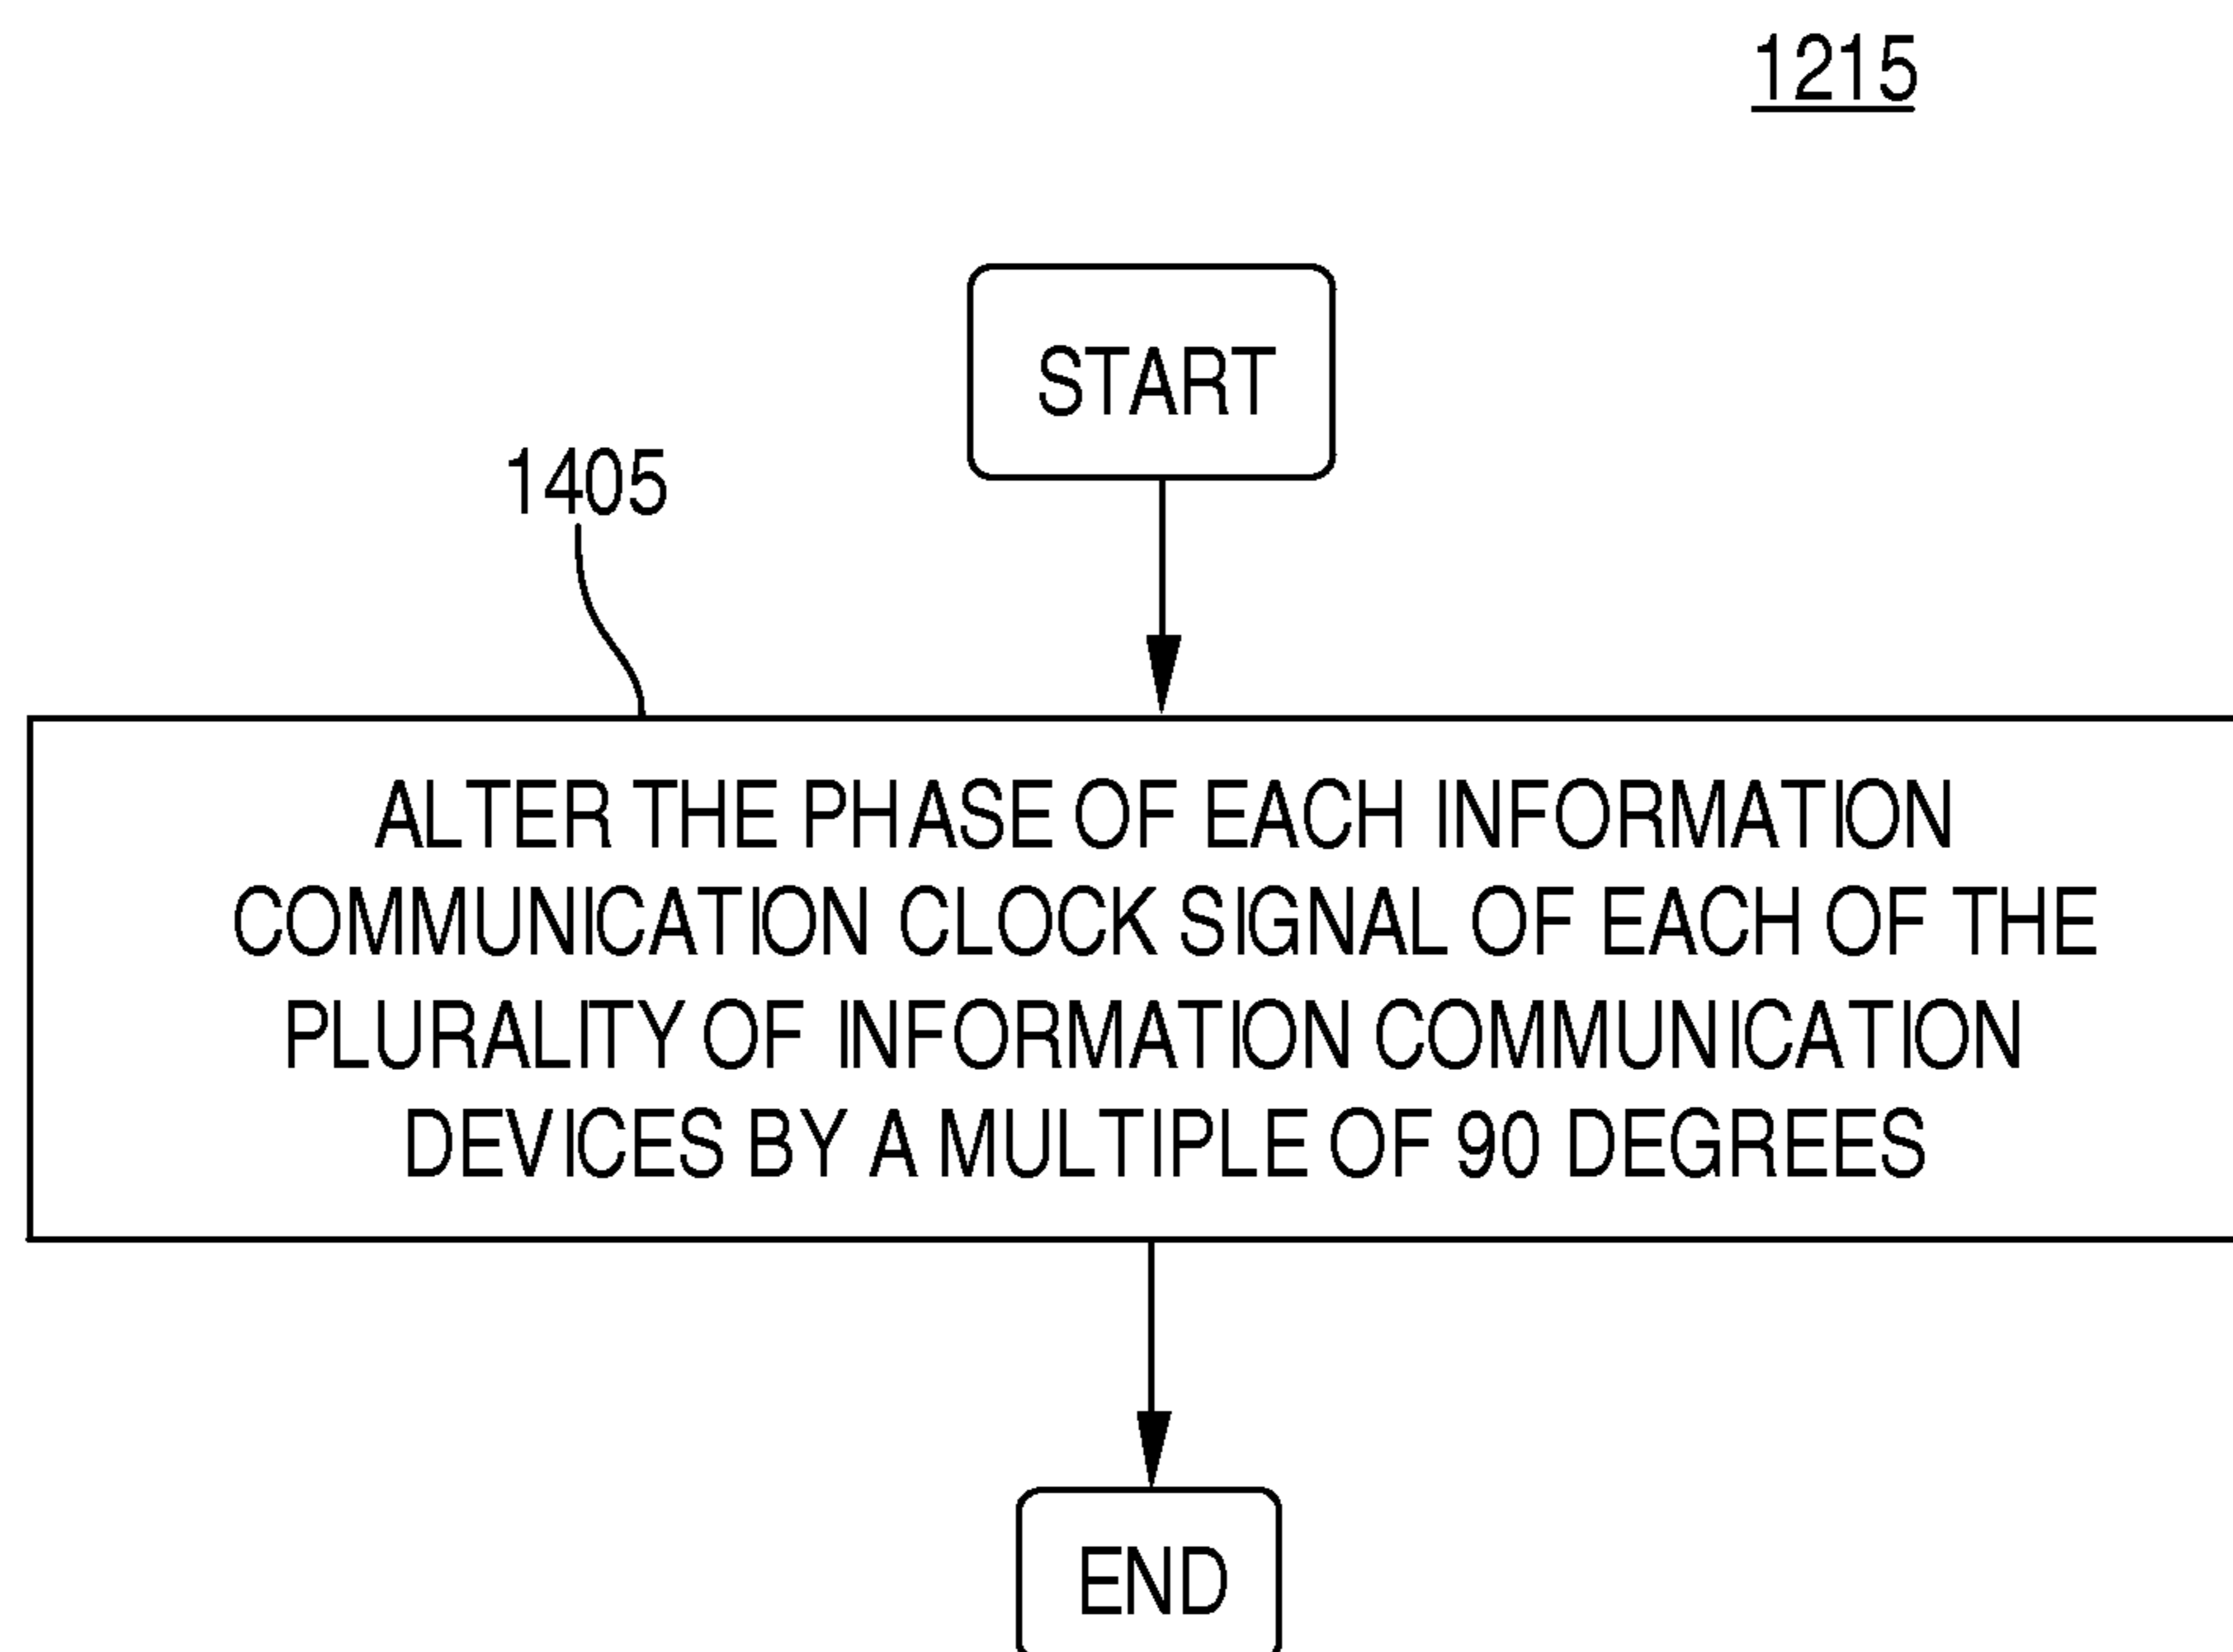 1215
START
1405
ALTER THE PHASE OF EACH INFORMATION
COMMUNICATION CLOCK SIGNAL OF EACH OF THE
PLURALITY OF INFORMATION COMMUNICATION
DEVICES BY A MULTIPLE OF 90 DEGREES
END